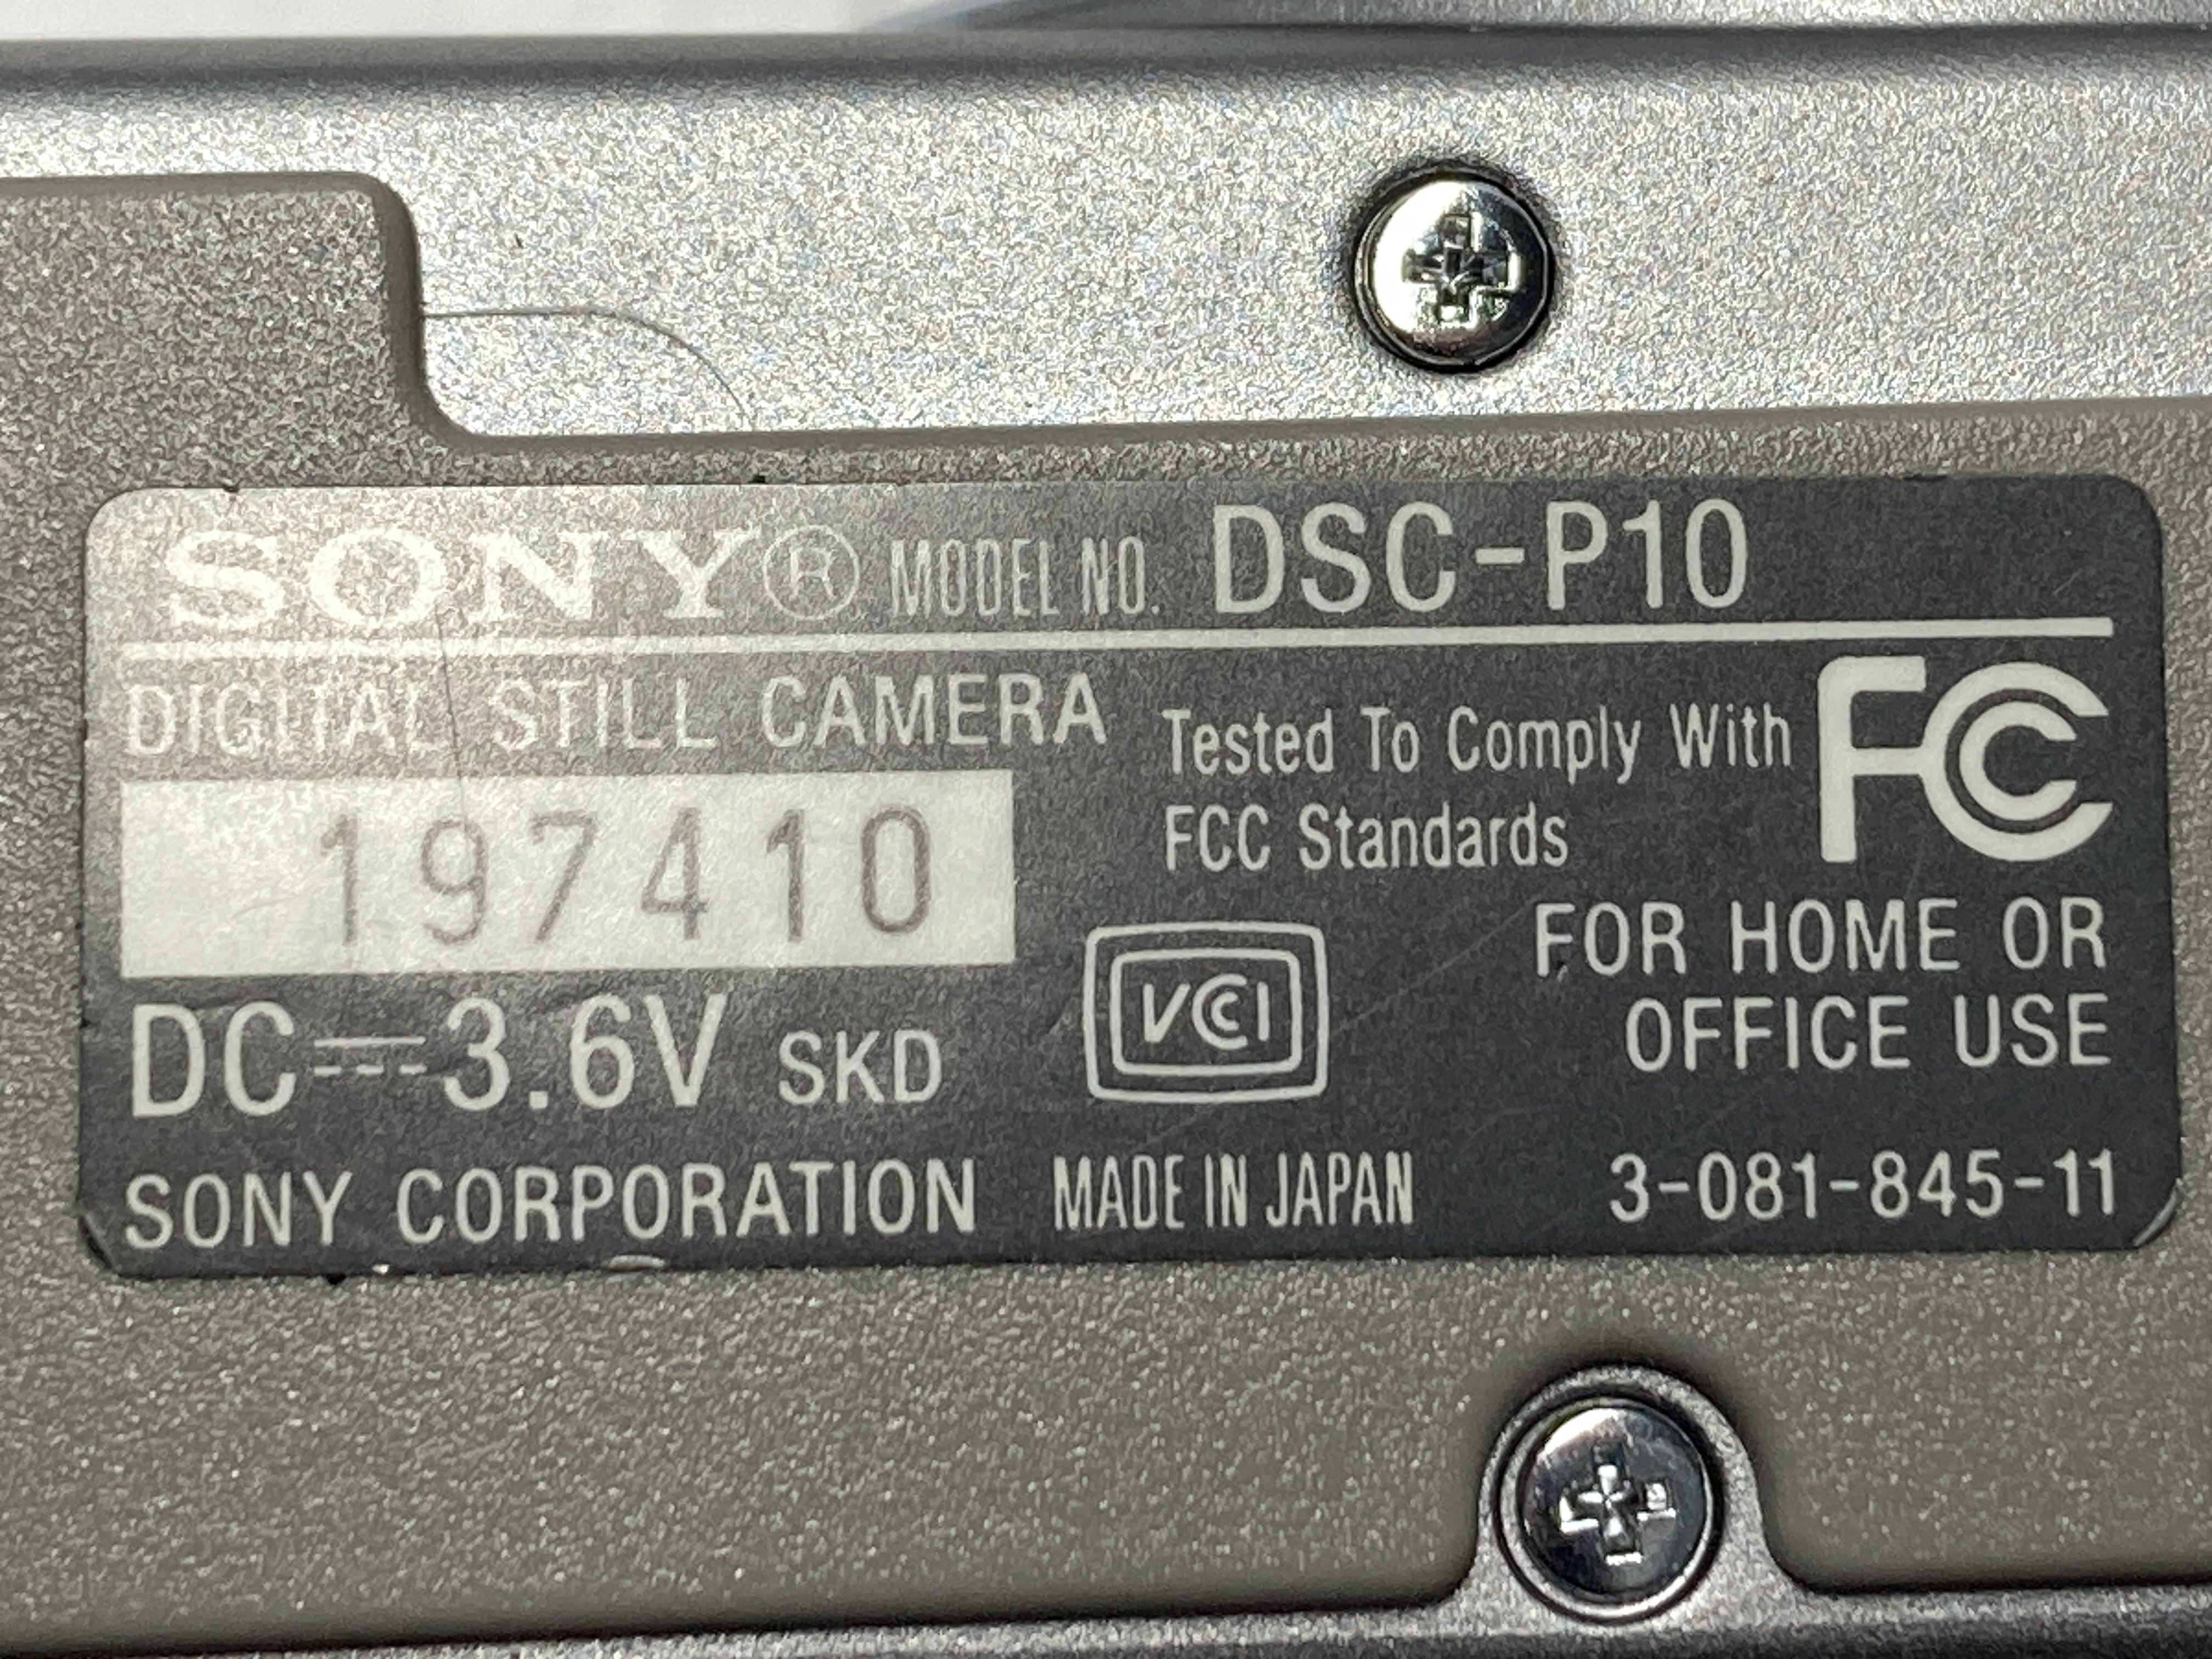 SONY® MODEL NO. DSC-P10
DIGITAL STILL CAMERA
Tested To Comply With FC
FCC Standards
197410
FOR HOME OR
OFFICE USE
DC⎓3.6V SKD
VCCI
SONY CORPORATION MADE IN JAPAN 3-081-845-11